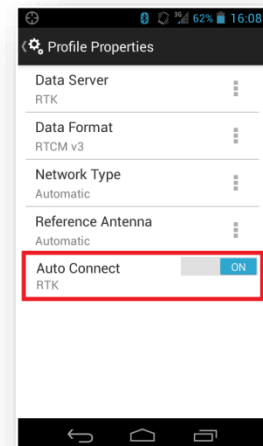 3G 62% 16:08
Profile Properties
Data Server
RTK
Data Format
RTCM v3
Network Type
Automatic
Reference Antenna
Automatic
Auto Connect ON
RTK